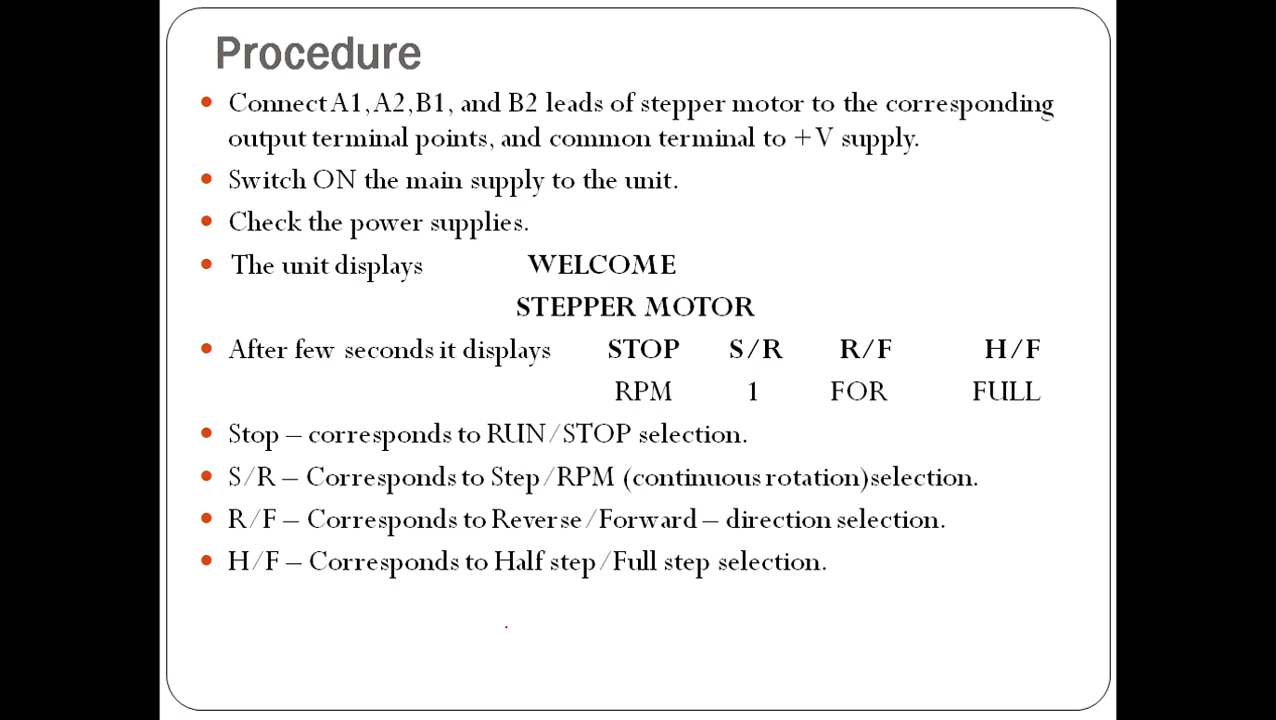 Procedure
Connect A1, A2, B1, and B2 leads of stepper motor to the corresponding
output terminal points, and common terminal to +V supply.
Switch ON the main supply to the unit.
Check the power supplies.
The unit displays WELCOME
STEPPER MOTOR
After few seconds it displays STOP S/R R/F H/F
RPM 1 FOR FULL
Stop – corresponds to RUN/STOP selection.
S/R – Corresponds to Step/RPM (continuous rotation)selection.
R/F – Corresponds to Reverse/Forward – direction selection.
H/F – Corresponds to Half step/Full step selection.